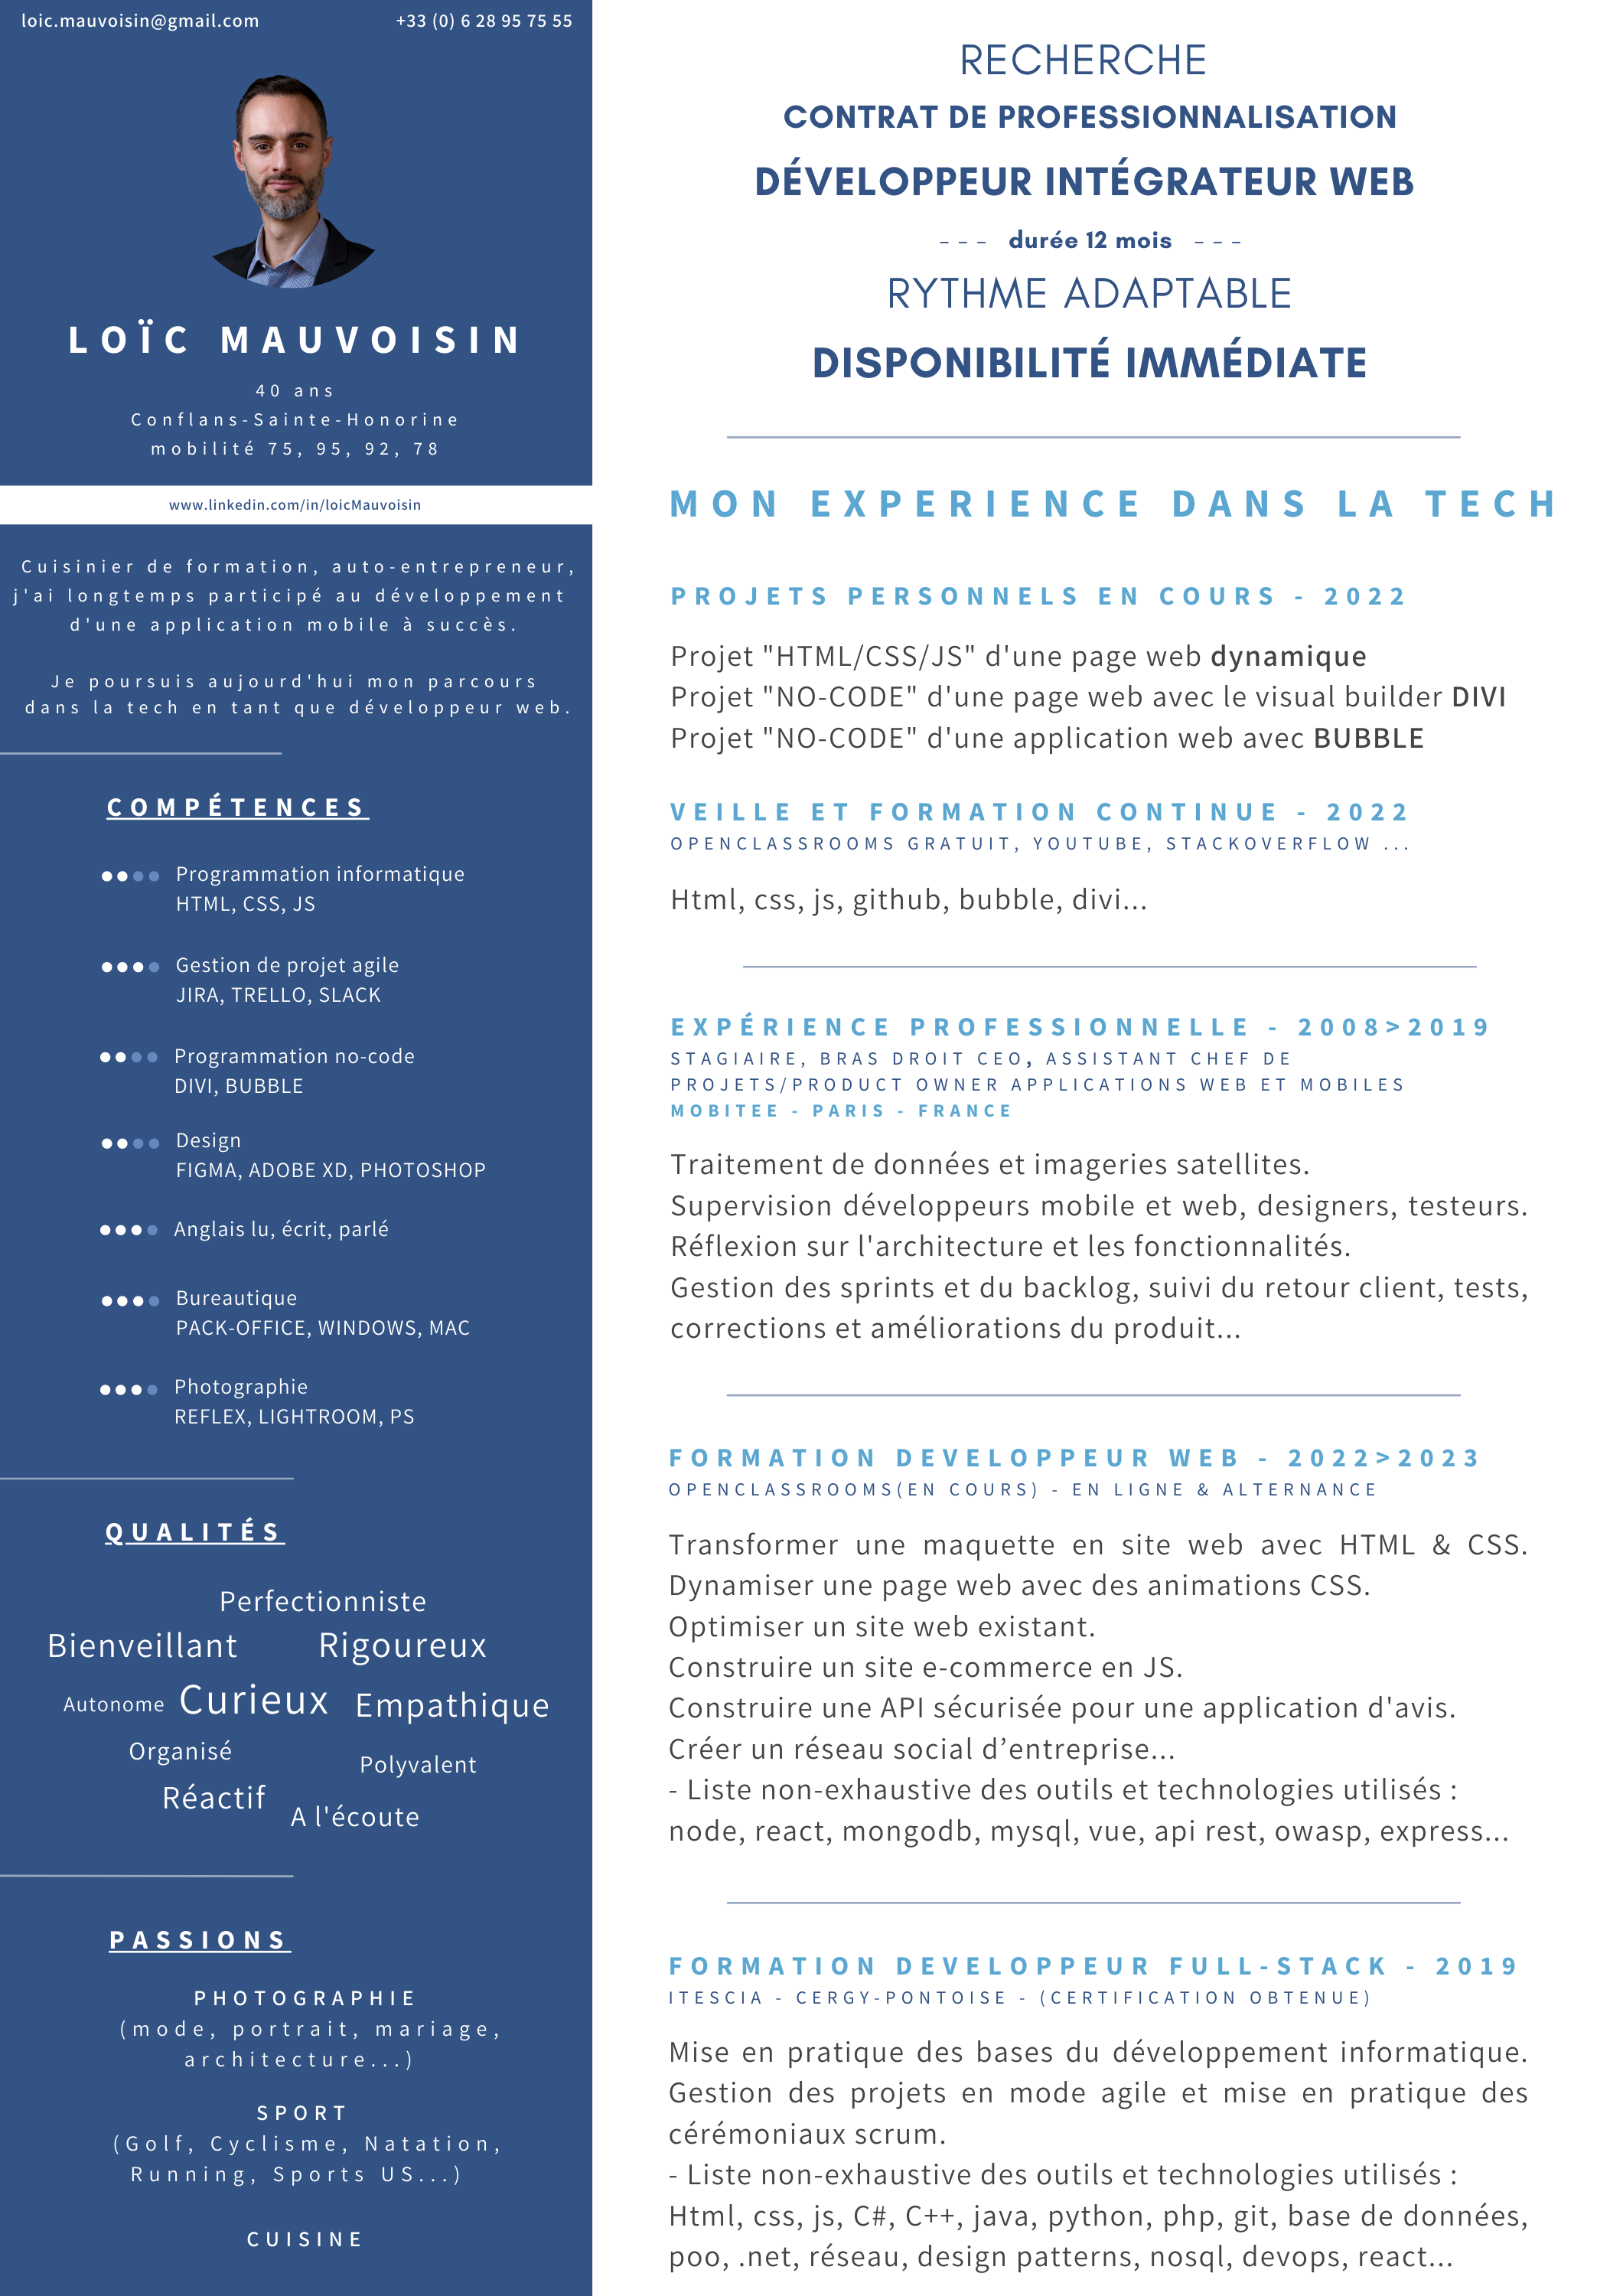 loic.mauvoisin@gmail.com
+33 (0) 6 28 95 75 55
LOÏC MAUVOISIN
40 ans
Conflans-Sainte-Honorine
mobilité 75, 95, 92, 78
www.linkedin.com/in/loicMauvoisin
Cuisinier de formation, auto-entrepreneur,
j'ai longtemps participé au développement
d'une application mobile à succès.
Je poursuis aujourd'hui mon parcours
dans la tech en tant que développeur web.
COMPÉTENCES
Programmation informatique
HTML, CSS, JS
Gestion de projet agile
JIRA, TRELLO, SLACK
Programmation no-code
DIVI, BUBBLE
Design
FIGMA, ADOBE XD, PHOTOSHOP
Anglais lu, écrit, parlé
Bureautique
PACK-OFFICE, WINDOWS, MAC
Photographie
REFLEX, LIGHTROOM, PS
QUALITÉS
Perfectionniste
Bienveillant Rigoureux
Autonome Curieux Empathique
Organisé Polyvalent
Réactif A l'écoute
PASSIONS
PHOTOGRAPHIE
(mode, portrait, mariage,
architecture...)
SPORT
(Golf, Cyclisme, Natation,
Running, Sports US...)
CUISINE
RECHERCHE
CONTRAT DE PROFESSIONNALISATION
DÉVELOPPEUR INTÉGRATEUR WEB
--- durée 12 mois ---
RYTHME ADAPTABLE
DISPONIBILITÉ IMMÉDIATE
MON EXPERIENCE DANS LA TECH
PROJETS PERSONNELS EN COURS - 2022
Projet "HTML/CSS/JS" d'une page web dynamique
Projet "NO-CODE" d'une page web avec le visual builder DIVI
Projet "NO-CODE" d'une application web avec BUBBLE
VEILLE ET FORMATION CONTINUE - 2022
OPENCLASSROOMS GRATUIT, YOUTUBE, STACKOVERFLOW ...
Html, css, js, github, bubble, divi...
EXPÉRIENCE PROFESSIONNELLE - 2008>2019
STAGIAIRE, BRAS DROIT CEO, ASSISTANT CHEF DE
PROJETS/PRODUCT OWNER APPLICATIONS WEB ET MOBILES
MOBITEE - PARIS - FRANCE
Traitement de données et imageries satellites.
Supervision développeurs mobile et web, designers, testeurs.
Réflexion sur l'architecture et les fonctionnalités.
Gestion des sprints et du backlog, suivi du retour client, tests,
corrections et améliorations du produit...
FORMATION DEVELOPPEUR WEB - 2022>2023
OPENCLASSROOMS(EN COURS) - EN LIGNE & ALTERNANCE
Transformer une maquette en site web avec HTML & CSS.
Dynamiser une page web avec des animations CSS.
Optimiser un site web existant.
Construire un site e-commerce en JS.
Construire une API sécurisée pour une application d'avis.
Créer un réseau social d’entreprise...
- Liste non-exhaustive des outils et technologies utilisés :
node, react, mongodb, mysql, vue, api rest, owasp, express...
FORMATION DEVELOPPEUR FULL-STACK - 2019
ITESCIA - CERGY-PONTOISE - (CERTIFICATION OBTENUE)
Mise en pratique des bases du développement informatique.
Gestion des projets en mode agile et mise en pratique des
cérémoniaux scrum.
- Liste non-exhaustive des outils et technologies utilisés :
Html, css, js, C#, C++, java, python, php, git, base de données,
poo, .net, réseau, design patterns, nosql, devops, react...